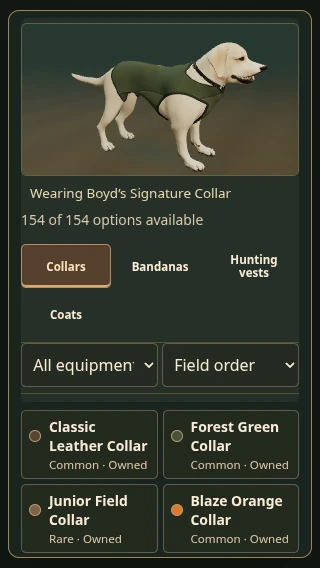 Wearing Boyd's Signature Collar
154 of 154 options available
Collars
Bandanas
Hunting
vests
Coats
All equipment
Field order
Classic
Leather Collar
Common · Owned
Forest Green
Collar
Common · Owned
Junior Field
Collar
Rare · Owned
Blaze Orange
Collar
Common · Owned